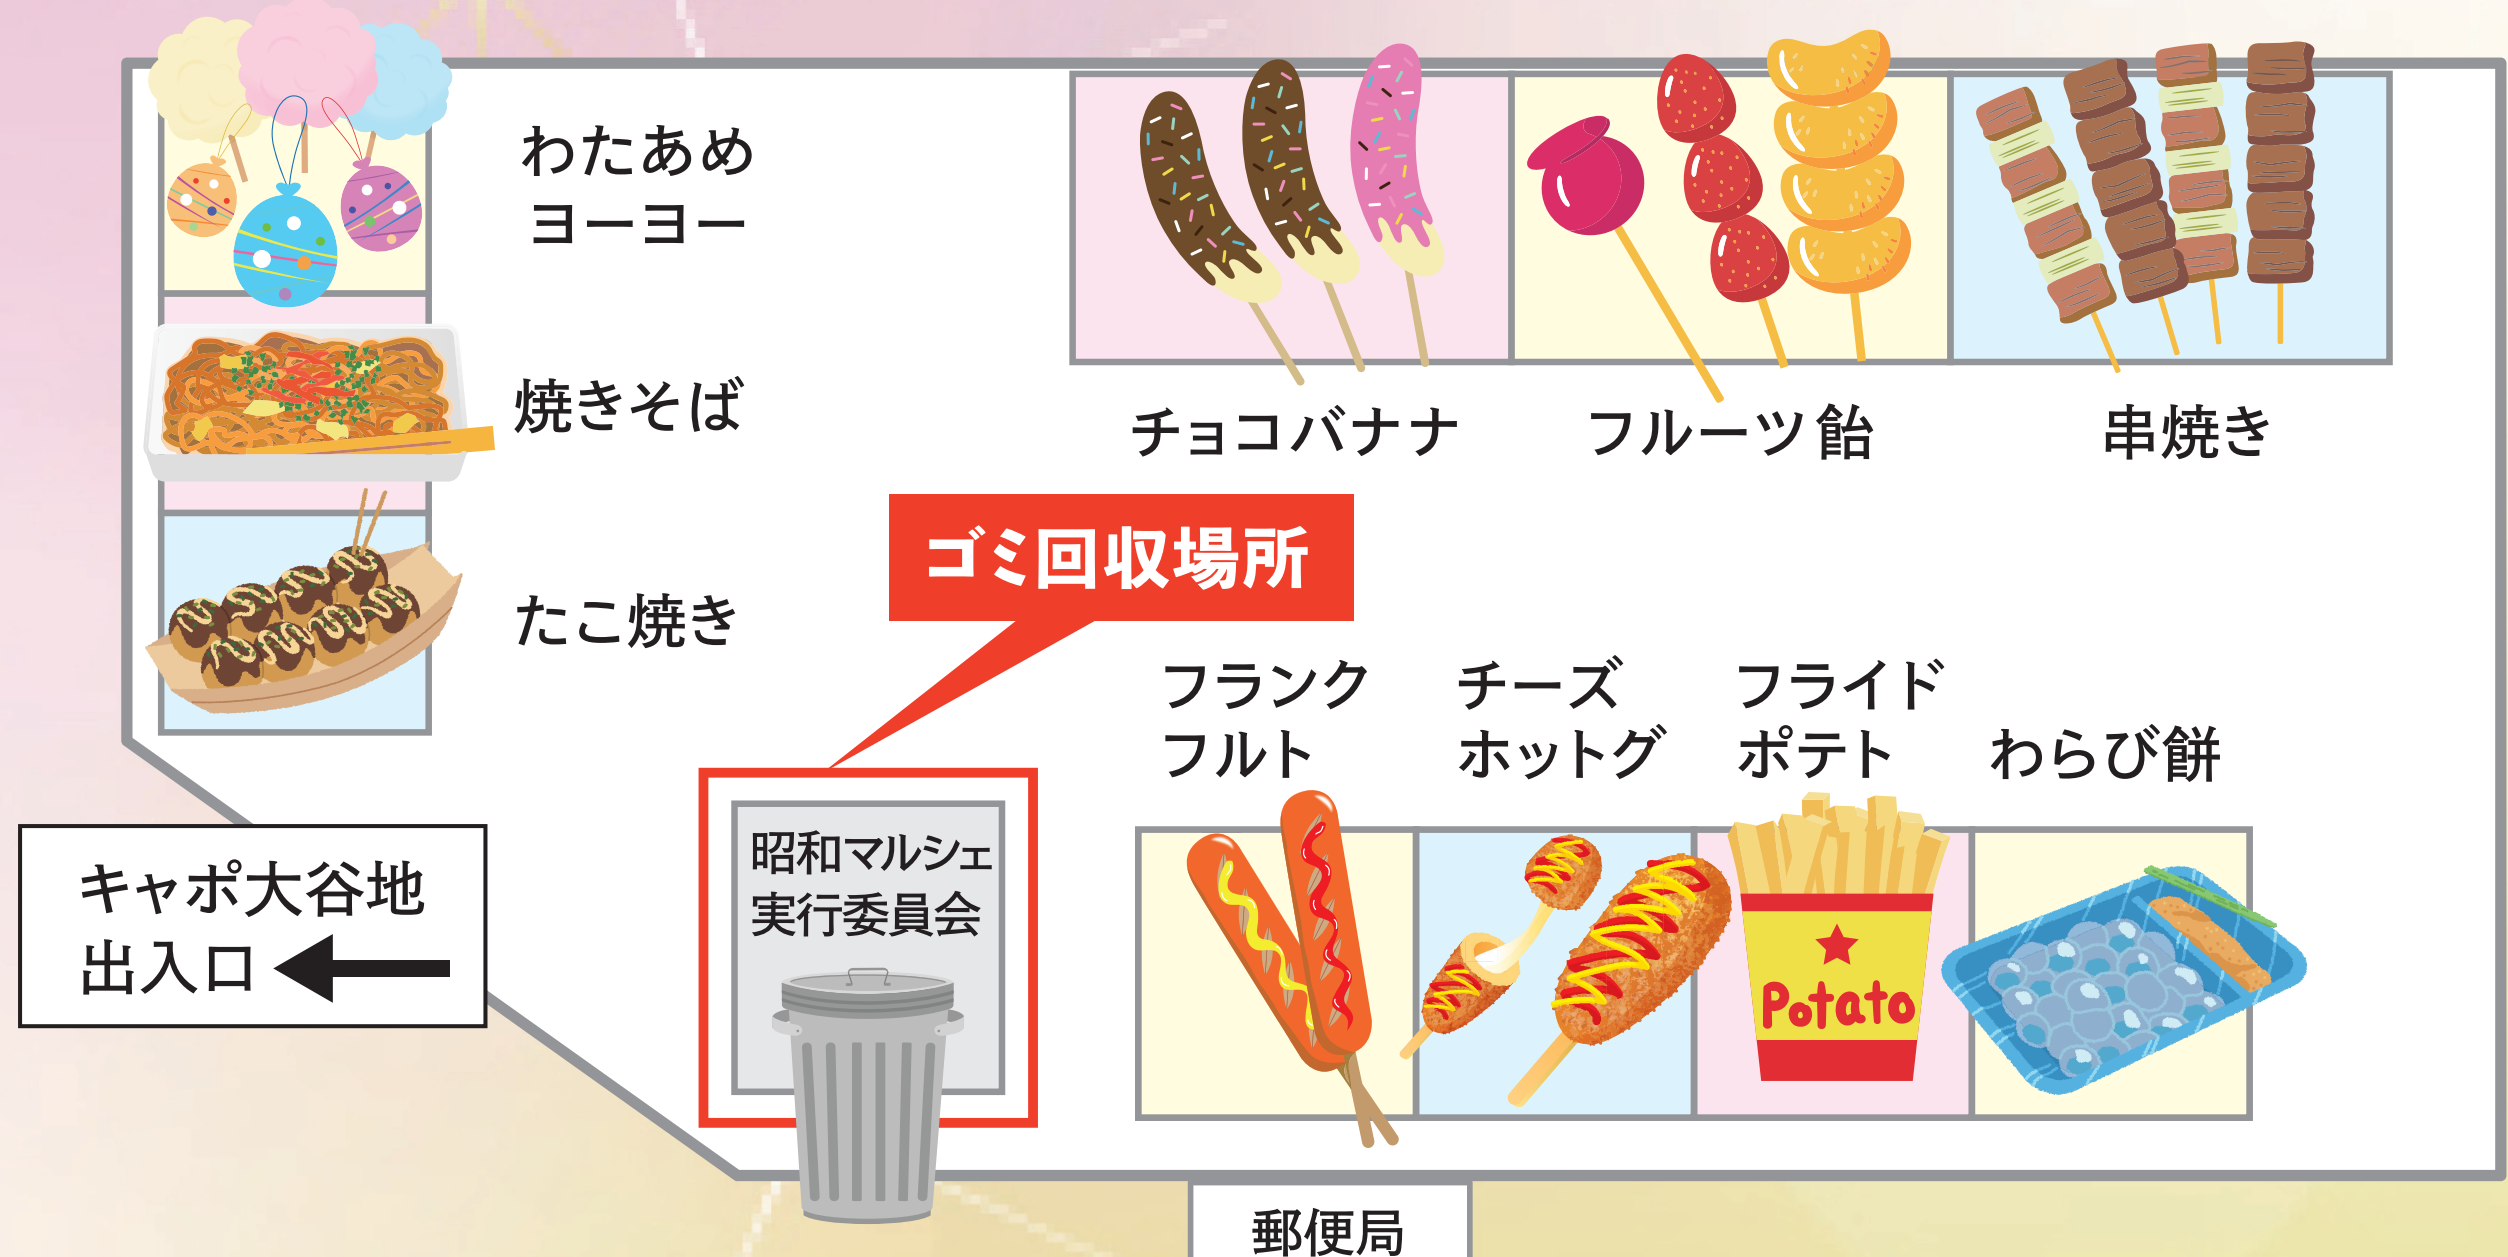 わたあめ
ヨーヨー
焼きそば
たこ焼き
チョコバナナ
フルーツ飴
串焼き
ゴミ回収場所
フランク
フルト
チーズ
ホットグ
フライド
ポテト
わらび餅
昭和マルシェ
実行委員会
キャポ大谷地
出入口
Potato
郵便局